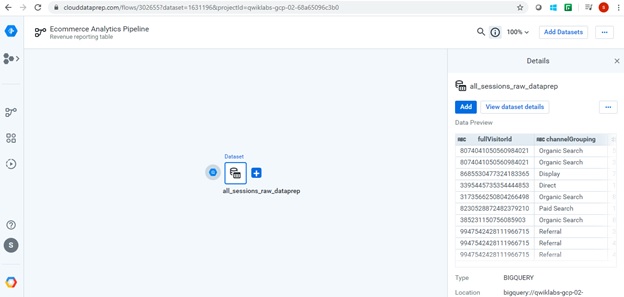 clouddataprep.com/flows/302655?dataset=1631196&projectId=qwiklabs-gcp-02-68a65096c3b0
S
Ecommerce Analytics Pipeline
Revenue reporting table
100%
Add Datasets
Details
all_sessions_raw_dataprep
Add
View dataset details
Data Preview
ABC fullVisitorId ABC channelGrouping
8074041050560984021 Organic Search
8074041050560984021 Organic Search
8685530477324183365 Display
3395445735354444853 Direct
3173566250804266498 Organic Search
8230528872482379210 Paid Search
385231150756085903 Organic Search
9947542428111966715 Referral
9947542428111966715 Referral
9947542428111966715 Referral
Type BIGQUERY
Location bigquery://qwiklabs-gcp-02-
Dataset
all_sessions_raw_dataprep
S